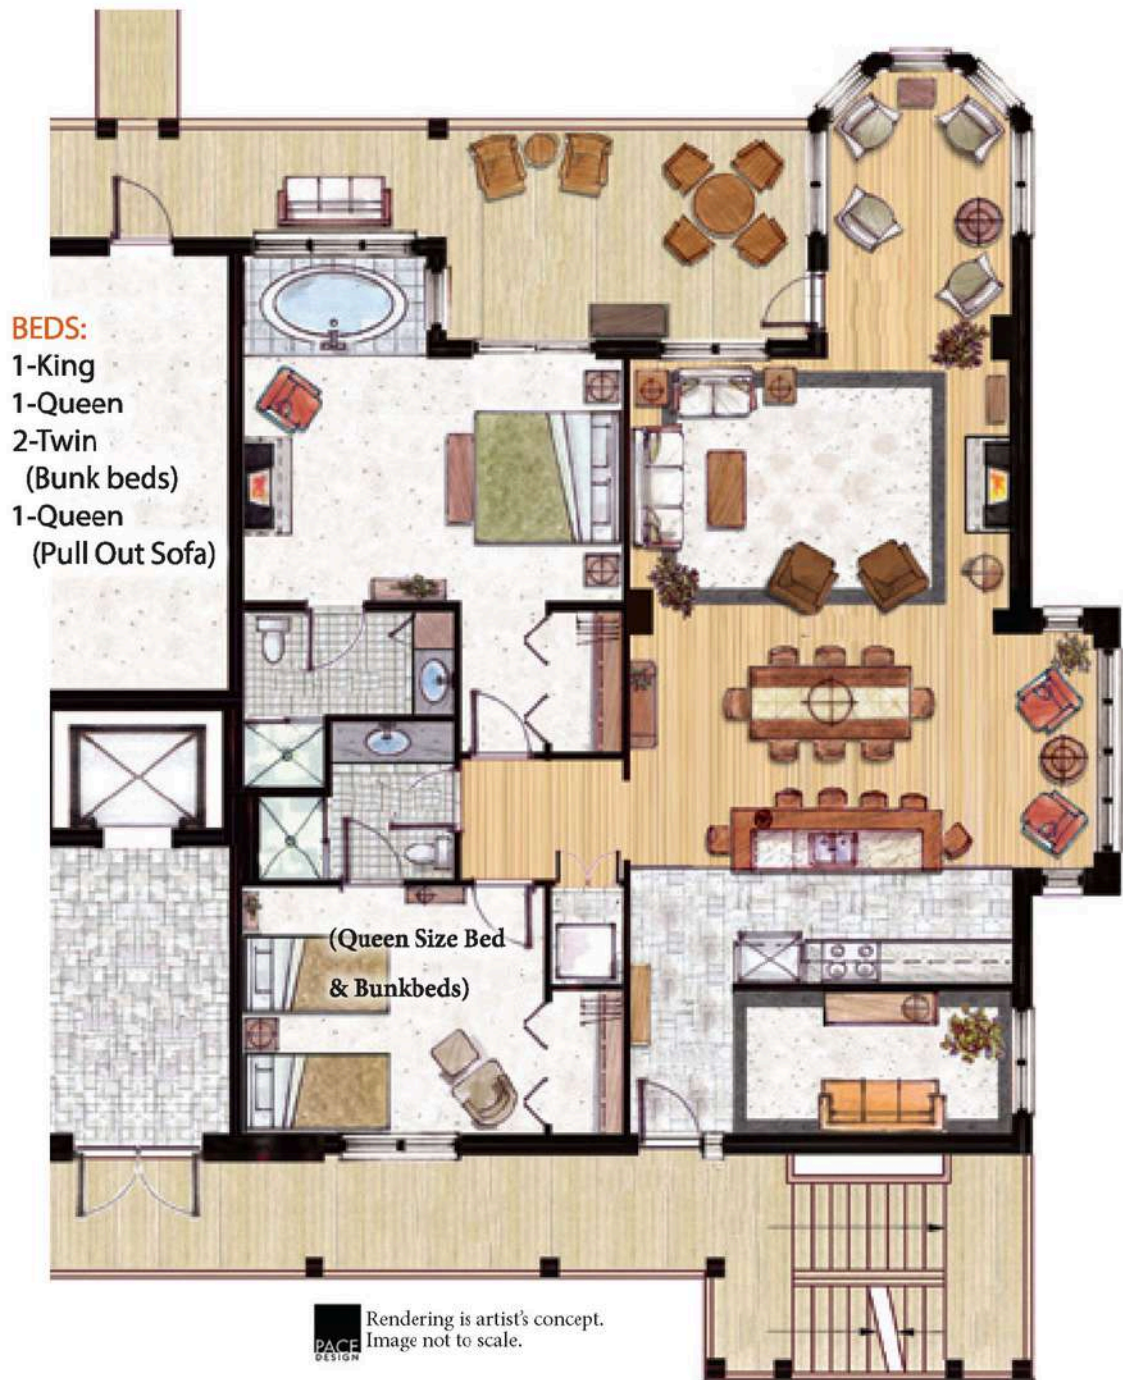 BEDS:
1-King
1-Queen
2-Twin
(Bunk beds)
1-Queen
(Pull Out Sofa)
(Queen Size Bed
& Bunkbeds)
PACE
DESIGN
Rendering is artist's concept.
Image not to scale.